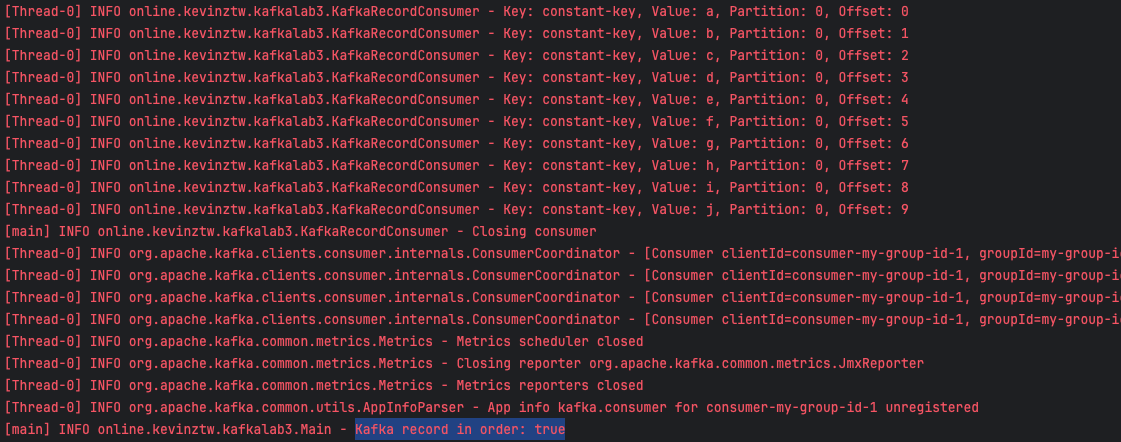 [Thread-0] INFO online.kevinztw.kafkalab3.KafkaRecordConsumer - Key: constant-key, Value: a, Partition: 0, Offset: 0
[Thread-0] INFO online.kevinztw.kafkalab3.KafkaRecordConsumer - Key: constant-key, Value: b, Partition: 0, Offset: 1
[Thread-0] INFO online.kevinztw.kafkalab3.KafkaRecordConsumer - Key: constant-key, Value: c, Partition: 0, Offset: 2
[Thread-0] INFO online.kevinztw.kafkalab3.KafkaRecordConsumer - Key: constant-key, Value: d, Partition: 0, Offset: 3
[Thread-0] INFO online.kevinztw.kafkalab3.KafkaRecordConsumer - Key: constant-key, Value: e, Partition: 0, Offset: 4
[Thread-0] INFO online.kevinztw.kafkalab3.KafkaRecordConsumer - Key: constant-key, Value: f, Partition: 0, Offset: 5
[Thread-0] INFO online.kevinztw.kafkalab3.KafkaRecordConsumer - Key: constant-key, Value: g, Partition: 0, Offset: 6
[Thread-0] INFO online.kevinztw.kafkalab3.KafkaRecordConsumer - Key: constant-key, Value: h, Partition: 0, Offset: 7
[Thread-0] INFO online.kevinztw.kafkalab3.KafkaRecordConsumer - Key: constant-key, Value: i, Partition: 0, Offset: 8
[Thread-0] INFO online.kevinztw.kafkalab3.KafkaRecordConsumer - Key: constant-key, Value: j, Partition: 0, Offset: 9
[main] INFO online.kevinztw.kafkalab3.KafkaRecordConsumer - Closing consumer
[Thread-0] INFO org.apache.kafka.clients.consumer.internals.ConsumerCoordinator - [Consumer clientId=consumer-my-group-id-1, groupId=my-group-i
[Thread-0] INFO org.apache.kafka.clients.consumer.internals.ConsumerCoordinator - [Consumer clientId=consumer-my-group-id-1, groupId=my-group-i
[Thread-0] INFO org.apache.kafka.clients.consumer.internals.ConsumerCoordinator - [Consumer clientId=consumer-my-group-id-1, groupId=my-group-i
[Thread-0] INFO org.apache.kafka.clients.consumer.internals.ConsumerCoordinator - [Consumer clientId=consumer-my-group-id-1, groupId=my-group-i
[Thread-0] INFO org.apache.kafka.common.metrics.Metrics - Metrics scheduler closed
[Thread-0] INFO org.apache.kafka.common.metrics.Metrics - Closing reporter org.apache.kafka.common.metrics.JmxReporter
[Thread-0] INFO org.apache.kafka.common.metrics.Metrics - Metrics reporters closed
[Thread-0] INFO org.apache.kafka.common.utils.AppInfoParser - App info kafka.consumer for consumer-my-group-id-1 unregistered
[main] INFO online.kevinztw.kafkalab3.Main - Kafka record in order: true